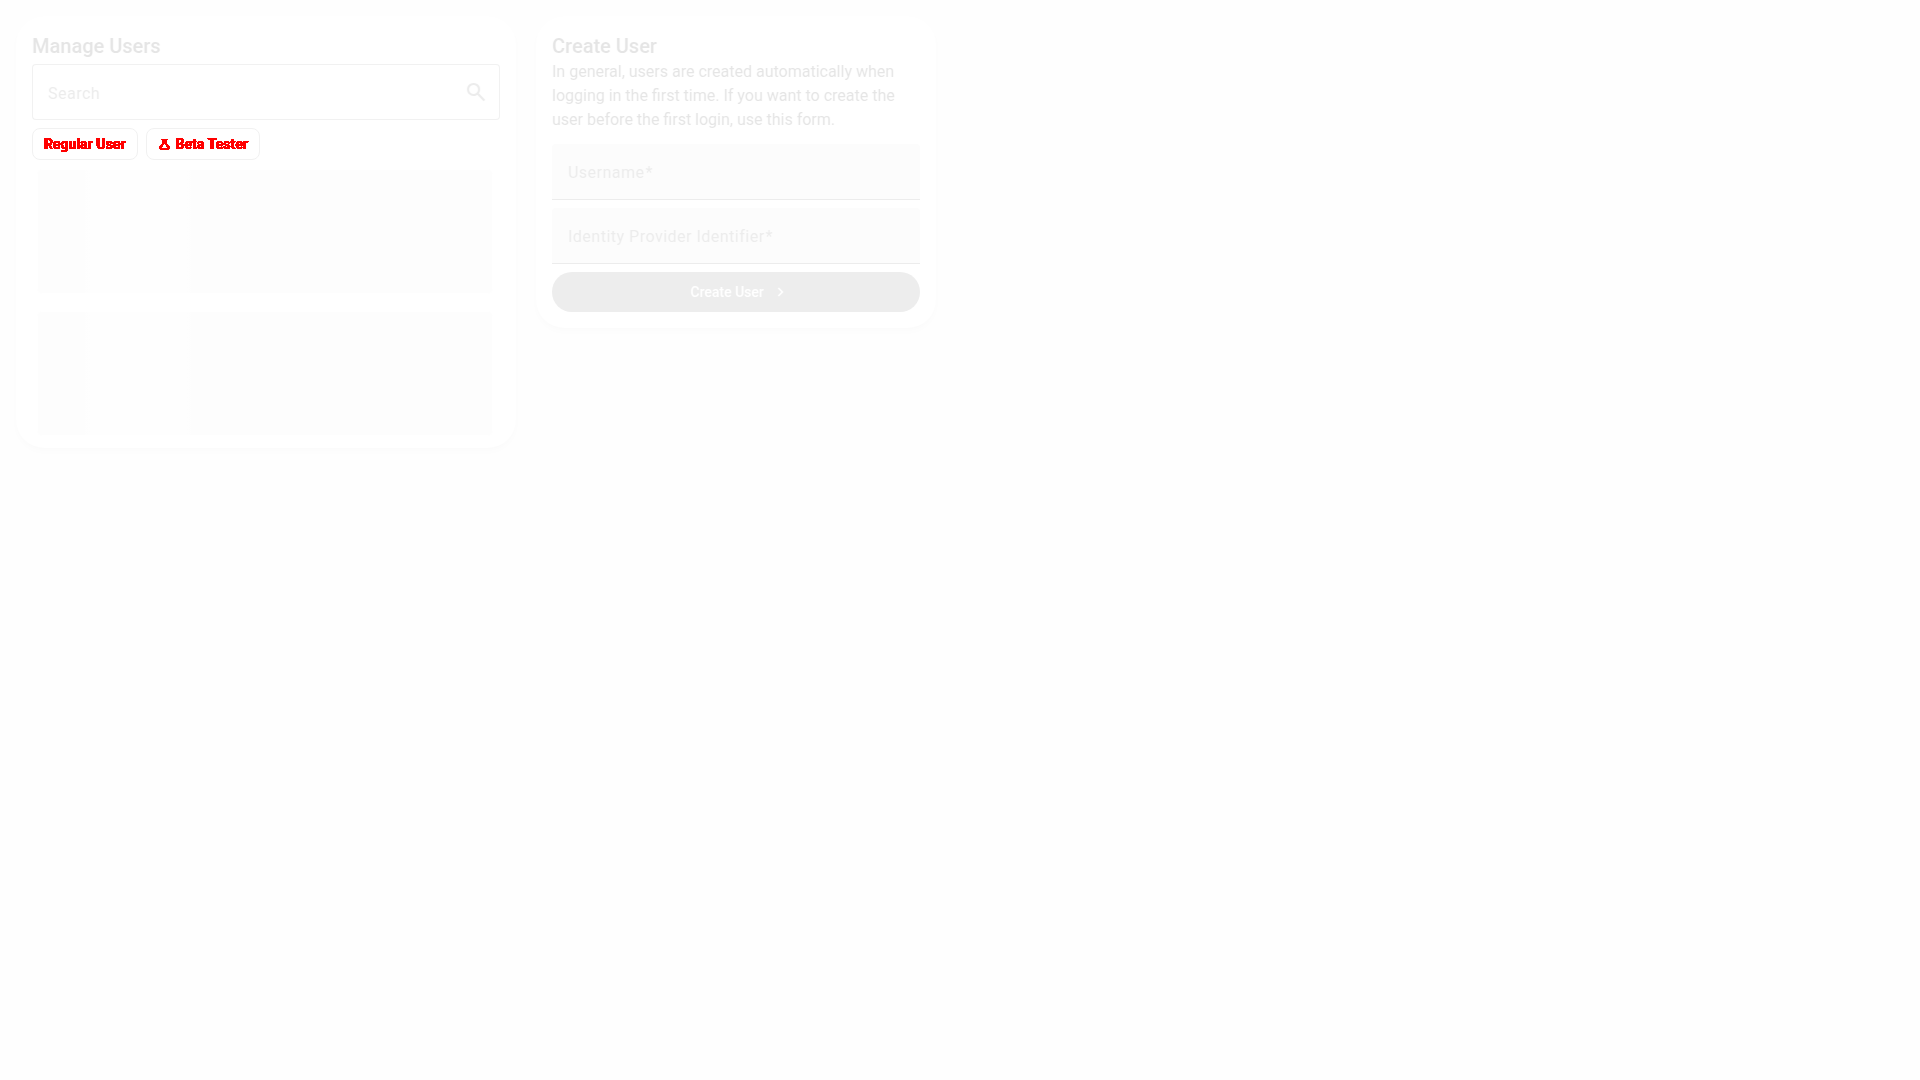 Manage Users
Search
Regular User
Beta Tester
Create User
In general, users are created automatically when
logging in the first time. If you want to create the
user before the first login, use this form.
Username*
Identity Provider Identifier*
Create User